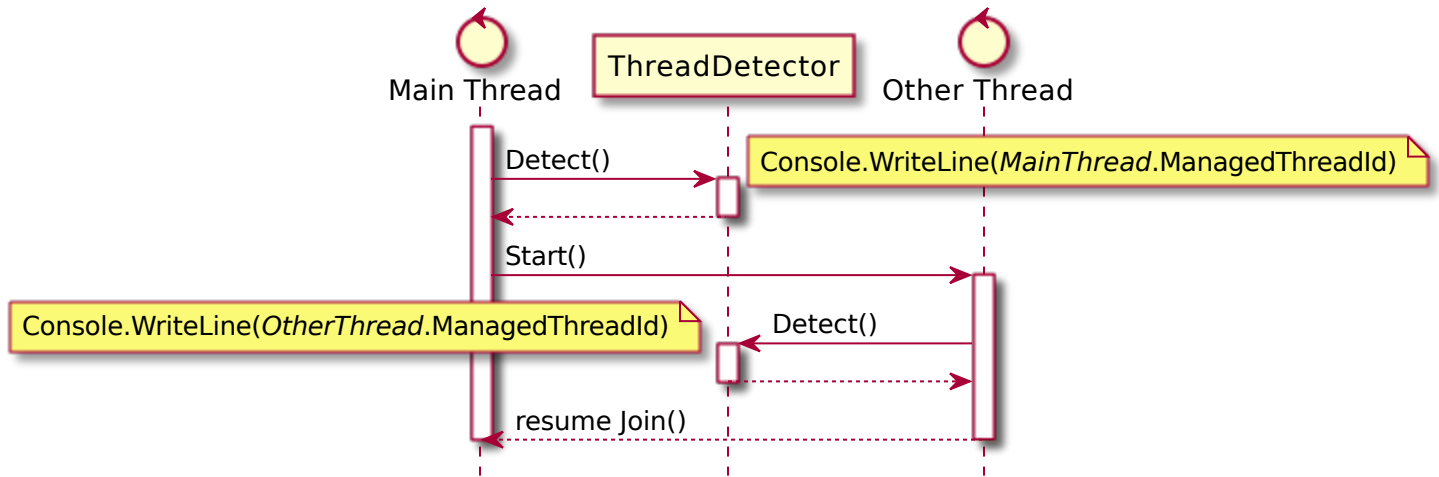 Main Thread
ThreadDetector
Other Thread
Detect()
Console.WriteLine(MainThread.ManagedThreadId)
Start()
Console.WriteLine(OtherThread.ManagedThreadId)
Detect()
resume Join()